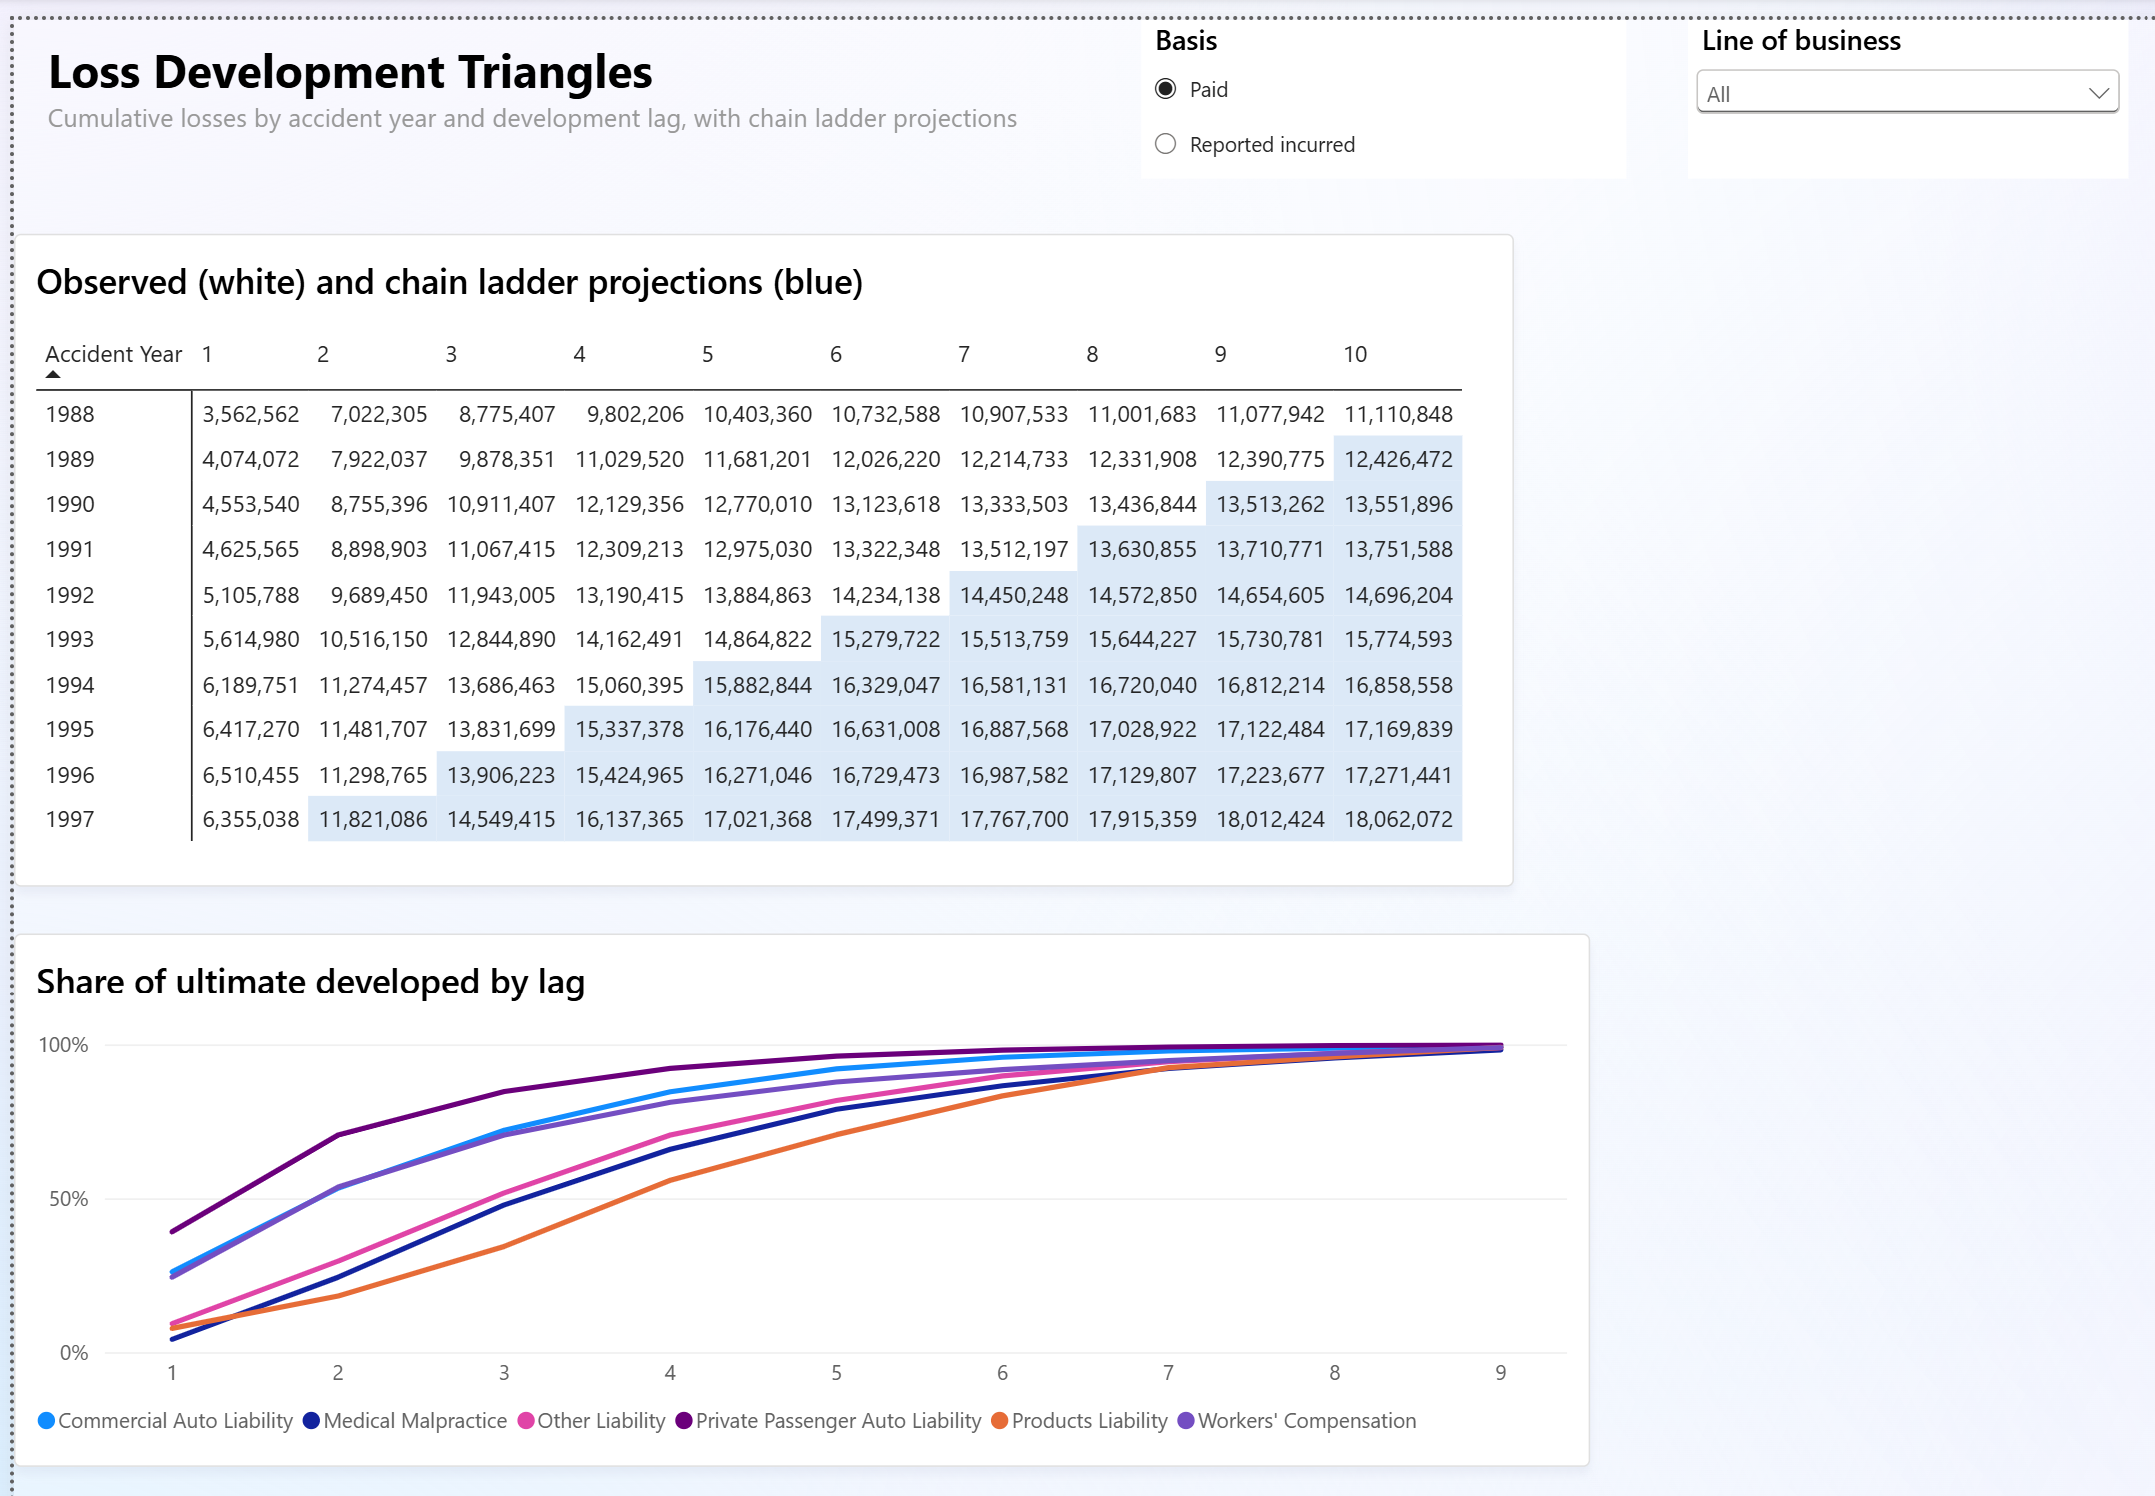 Loss Development Triangles
Cumulative losses by accident year and development lag, with chain ladder projections
Basis
Paid
Reported incurred
Line of business
All
Observed (white) and chain ladder projections (blue)
Accident Year 1 2 3 4 5 6 7 8 9 10
1988 3,562,562 7,022,305 8,775,407 9,802,206 10,403,360 10,732,588 10,907,533 11,001,683 11,077,942 11,110,848
1989 4,074,072 7,922,037 9,878,351 11,029,520 11,681,201 12,026,220 12,214,733 12,331,908 12,390,775 12,426,472
1990 4,553,540 8,755,396 10,911,407 12,129,356 12,770,010 13,123,618 13,333,503 13,436,844 13,513,262 13,551,896
1991 4,625,565 8,898,903 11,067,415 12,309,213 12,975,030 13,322,348 13,512,197 13,630,855 13,710,771 13,751,588
1992 5,105,788 9,689,450 11,943,005 13,190,415 13,884,863 14,234,138 14,450,248 14,572,850 14,654,605 14,696,204
1993 5,614,980 10,516,150 12,844,890 14,162,491 14,864,822 15,279,722 15,513,759 15,644,227 15,730,781 15,774,593
1994 6,189,751 11,274,457 13,686,463 15,060,395 15,882,844 16,329,047 16,581,131 16,720,040 16,812,214 16,858,558
1995 6,417,270 11,481,707 13,831,699 15,337,378 16,176,440 16,631,008 16,887,568 17,028,922 17,122,484 17,169,839
1996 6,510,455 11,298,765 13,906,223 15,424,965 16,271,046 16,729,473 16,987,582 17,129,807 17,223,677 17,271,441
1997 6,355,038 11,821,086 14,549,415 16,137,365 17,021,368 17,499,371 17,767,700 17,915,359 18,012,424 18,062,072
Share of ultimate developed by lag
100%
50%
0%
1 2 3 4 5 6 7 8 9
Commercial Auto Liability Medical Malpractice Other Liability Private Passenger Auto Liability Products Liability Workers' Compensation